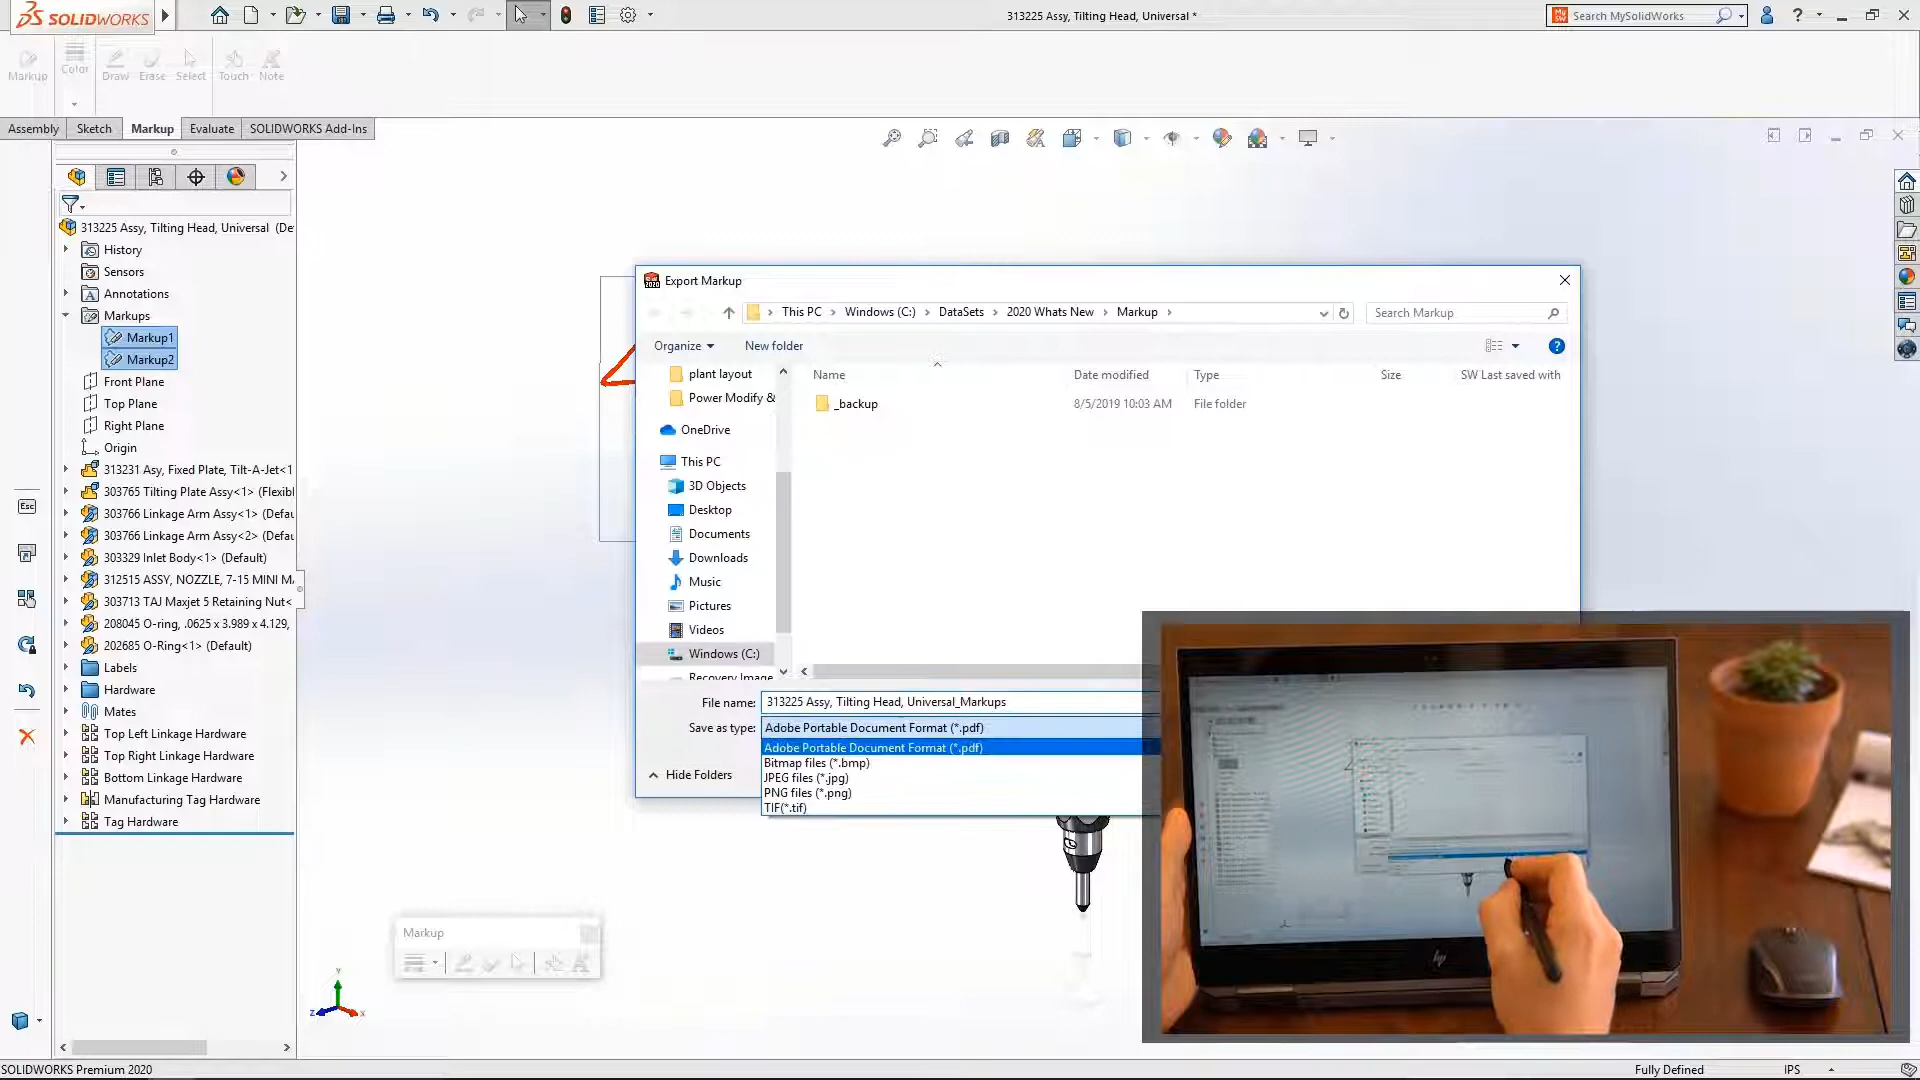 SOLIDWORKS
313225 Assy, Tilting Head, Universal *
Search MySolidWorks
?
Markup
Color
Draw
Erase
Select
Touch
Note
Assembly
Sketch
Markup
Evaluate
SOLIDWORKS Add-Ins
313225 Assy, Tilting Head, Universal (De
History
Sensors
Annotations
Markups
Markup1
Markup2
Front Plane
Top Plane
Right Plane
Origin
313231 Asy, Fixed Plate, Tilt-A-Jet<1
303765 Tilting Plate Assy<1> (Flexibl
303766 Linkage Arm Assy<1> (Defau
303766 Linkage Arm Assy<2> (Defau
303329 Inlet Body<1> (Default)
312515 ASSY, NOZZLE, 7-15 MINI M
303713 TAJ Maxjet 5 Retaining Nut<
208045 O-ring, .0625 x 3.989 x 4.129,
202685 O-Ring<1> (Default)
Labels
Hardware
Mates
Top Left Linkage Hardware
Top Right Linkage Hardware
Bottom Linkage Hardware
Manufacturing Tag Hardware
Tag Hardware
Esc
Export Markup
This PC > Windows (C:) > DataSets > 2020 Whats New > Markup >
Search Markup
Organize
New folder
Name
Date modified
Type
Size
SW Last saved with
_backup
8/5/2019 10:03 AM
File folder
plant layout
Power Modify &
OneDrive
This PC
3D Objects
Desktop
Documents
Downloads
Music
Pictures
Videos
Windows (C:)
Recovery Image
File name: 313225 Assy, Tilting Head, Universal_Markups
Save as type: Adobe Portable Document Format (*.pdf)
Adobe Portable Document Format (*.pdf)
Bitmap files (*.bmp)
JPEG files (*.jpg)
PNG files (*.png)
TIF(*.tif)
Hide Folders
Markup
Y
Z
X
hp
SOLIDWORKS Premium 2020
Fully Defined
IPS